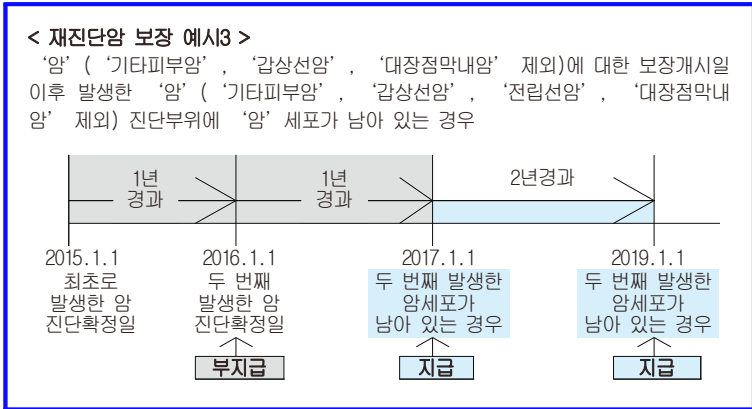 < 재진단암 보장 예시3 >
‘암’ ( ‘기타피부암’ , ‘갑상선암’ , ‘대장점막내암’ 제외)에 대한 보장개시일
이후 발생한 ‘암’ ( ‘기타피부암’ , ‘갑상선암’ , ‘전립선암’ , ‘대장점막내
암’ 제외) 진단부위에 ‘암’ 세포가 남아 있는 경우
1년
경과
1년
경과
2년경과
2015.1.1
최초로
발생한 암
진단확정일
2016.1.1
두 번째
발생한 암
진단확정일
부지급
2017.1.1
두 번째 발생한
암세포가
남아 있는 경우
지급
2019.1.1
두 번째 발생한
암세포가
남아 있는 경우
지급